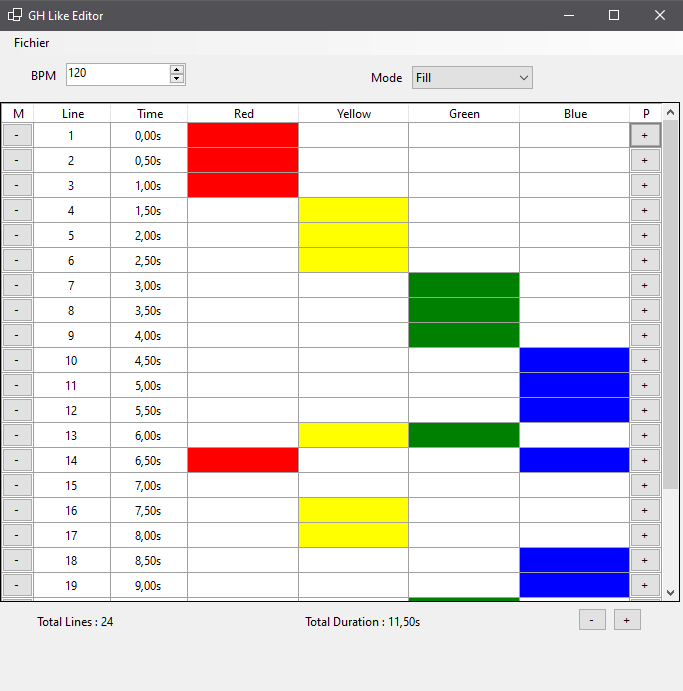 GH Like Editor
Fichier
BPM 120 Mode Fill
M Line Time Red Yellow Green Blue P
- 1 0,00s +
- 2 0,50s +
- 3 1,00s +
- 4 1,50s +
- 5 2,00s +
- 6 2,50s +
- 7 3,00s +
- 8 3,50s +
- 9 4,00s +
- 10 4,50s +
- 11 5,00s +
- 12 5,50s +
- 13 6,00s +
- 14 6,50s +
- 15 7,00s +
- 16 7,50s +
- 17 8,00s +
- 18 8,50s +
- 19 9,00s +
Total Lines : 24 Total Duration : 11,50s - +